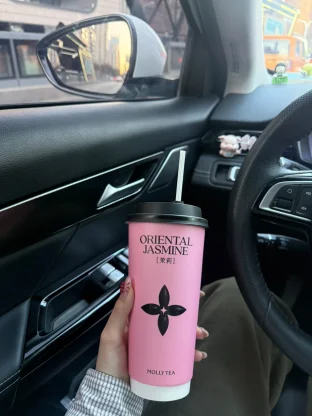 ORIENTAL
JASMINE
[茉莉]
MOLLY TEA